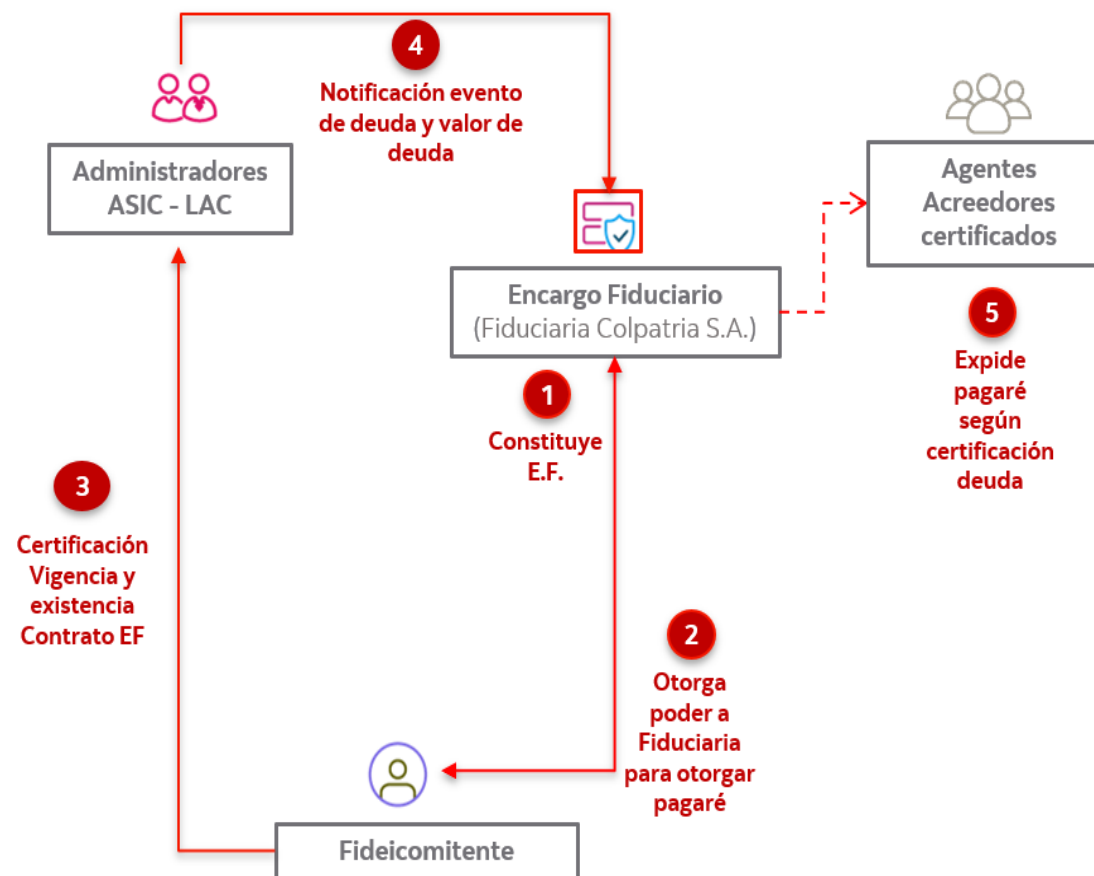 4
Notificación evento
de deuda y valor de
deuda
Administradores
ASIC - LAC
Agentes
Acreedores
certificados
Encargo Fiduciario
(Fiduciaria Colpatria S.A.)
5
Expide
pagaré
según
certificación
deuda
1
Constituye
E.F.
3
Certificación
Vigencia y
existencia
Contrato EF
2
Otorga
poder a
Fiduciaria
para otorgar
pagaré
Fideicomitente